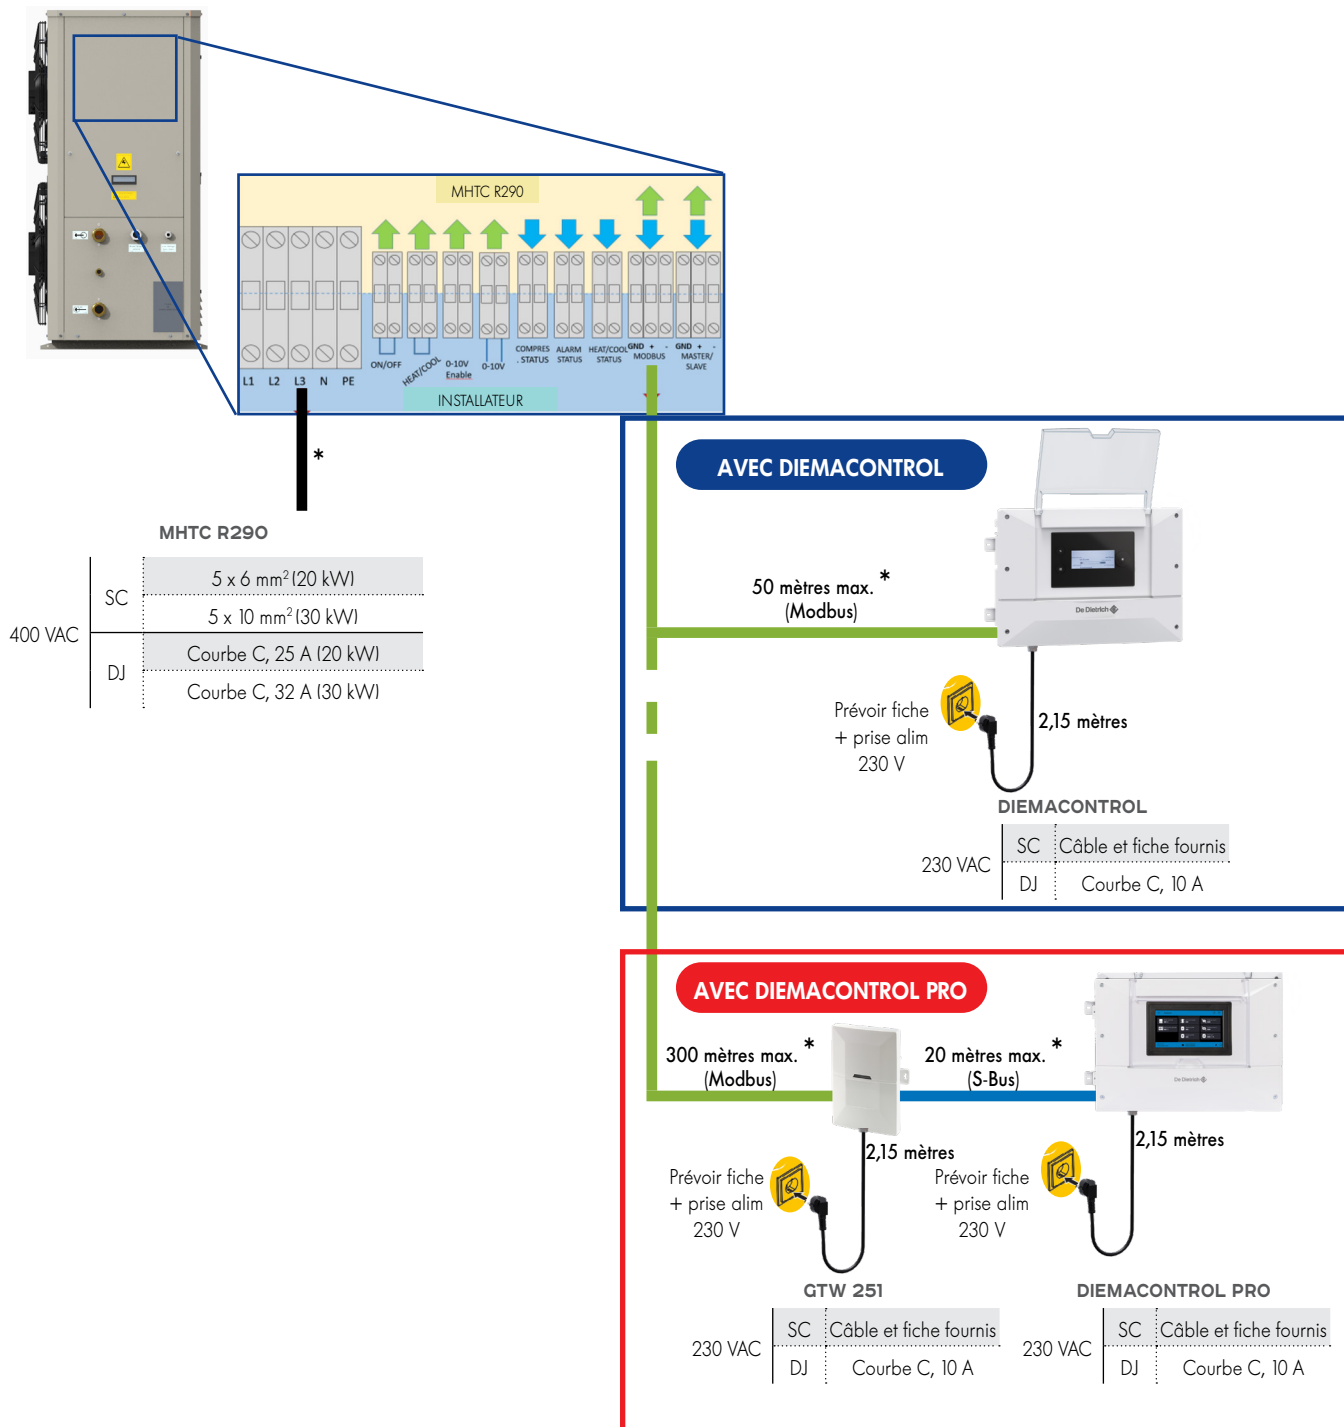 MHTC R290
ON/OFF
HEAT/COOL
0-10V
Enable
0-10V
COMPRES
. STATUS
ALARM
STATUS
HEAT/COOL
STATUS
GND + -
MODBUS
GND + -
MASTER/
SLAVE
L1 L2 L3 N PE
INSTALLATEUR
*
MHTC R290
400 VAC
SC
5 x 6 mm² (20 kW)
5 x 10 mm² (30 kW)
DJ
Courbe C, 25 A (20 kW)
Courbe C, 32 A (30 kW)
AVEC DIEMACONTROL
50 mètres max. *
(Modbus)
De Dietrich
Prévoir fiche
+ prise alim
230 V
2,15 mètres
DIEMACONTROL
230 VAC
SC Câble et fiche fournis
DJ Courbe C, 10 A
AVEC DIEMACONTROL PRO
300 mètres max. *
(Modbus)
20 mètres max. *
(S-Bus)
De Dietrich
2,15 mètres
2,15 mètres
Prévoir fiche
+ prise alim
230 V
Prévoir fiche
+ prise alim
230 V
GTW 251
230 VAC
SC Câble et fiche fournis
DJ Courbe C, 10 A
DIEMACONTROL PRO
230 VAC
SC Câble et fiche fournis
DJ Courbe C, 10 A